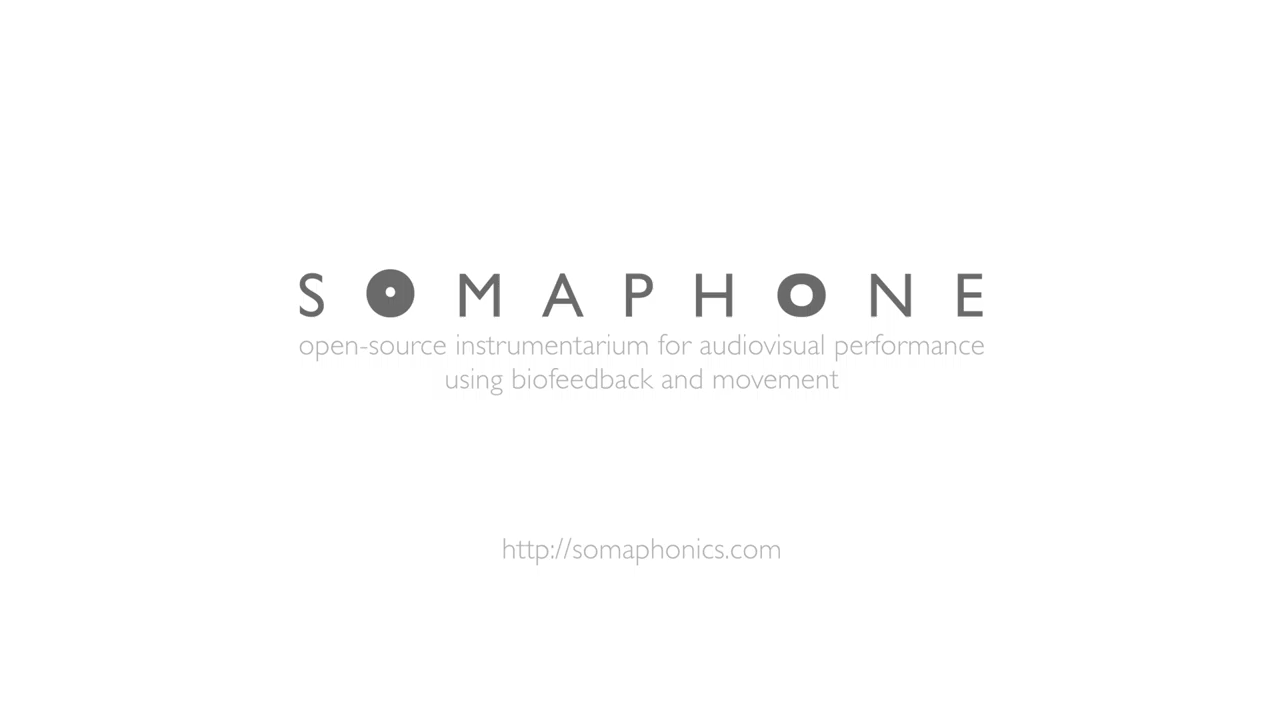 SOMAPHONE
open-source instrumentarium for audiovisual performance
using biofeedback and movement
http://somaphonics.com